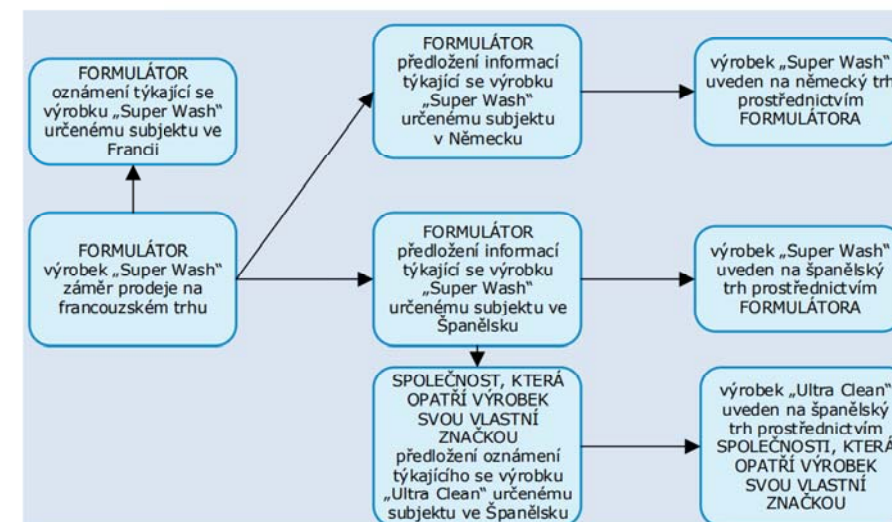 FORMULÁTOR
oznámení týkající se
výrobku „Super Wash“
určenému subjektu ve
Francii
FORMULÁTOR
výrobek „Super Wash“
záměr prodeje na
francouzském trhu
FORMULÁTOR
předložení informací
týkající se výrobku
„Super Wash“
určenému subjektu
v Německu
výrobek „Super Wash“
uveden na německý trh
prostřednictvím
FORMULÁTORA
FORMULÁTOR
předložení informací
týkající se výrobku
„Super Wash“
určenému subjektu ve
Španělsku
výrobek „Super Wash“
uveden na španělský
trh prostřednictvím
FORMULÁTORA
SPOLEČNOST, KTERÁ
OPATŘÍ VÝROBEK
SVOU VLASTNÍ
ZNAČKOU
předložení oznámení
týkajícího se výrobku
„Ultra Clean“ určenému
subjektu ve Španělsku
výrobek „Ultra Clean“
uveden na španělský
trh prostřednictvím
SPOLEČNOSTI, KTERÁ
OPATŘÍ VÝROBEK
SVOU VLASTNÍ
ZNAČKOU